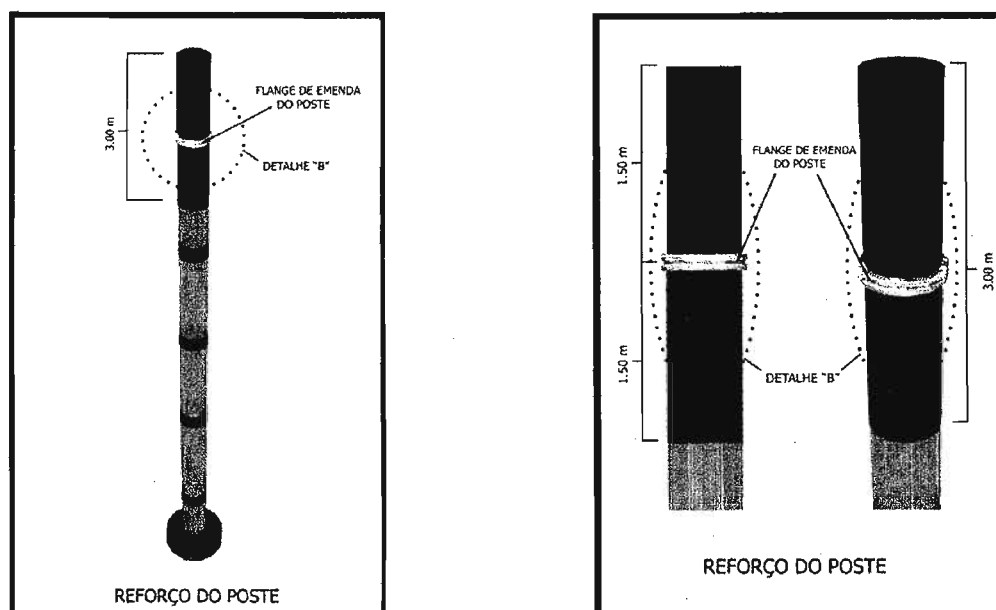 FLANGE DE EMENDA
DO POSTE
3.00 m
DETALHE "B"
REFORÇO DO POSTE
1.50 m
FLANGE DE EMENDA
DO POSTE
3.00 m
1.50 m
DETALHE "B"
REFORÇO DO POSTE